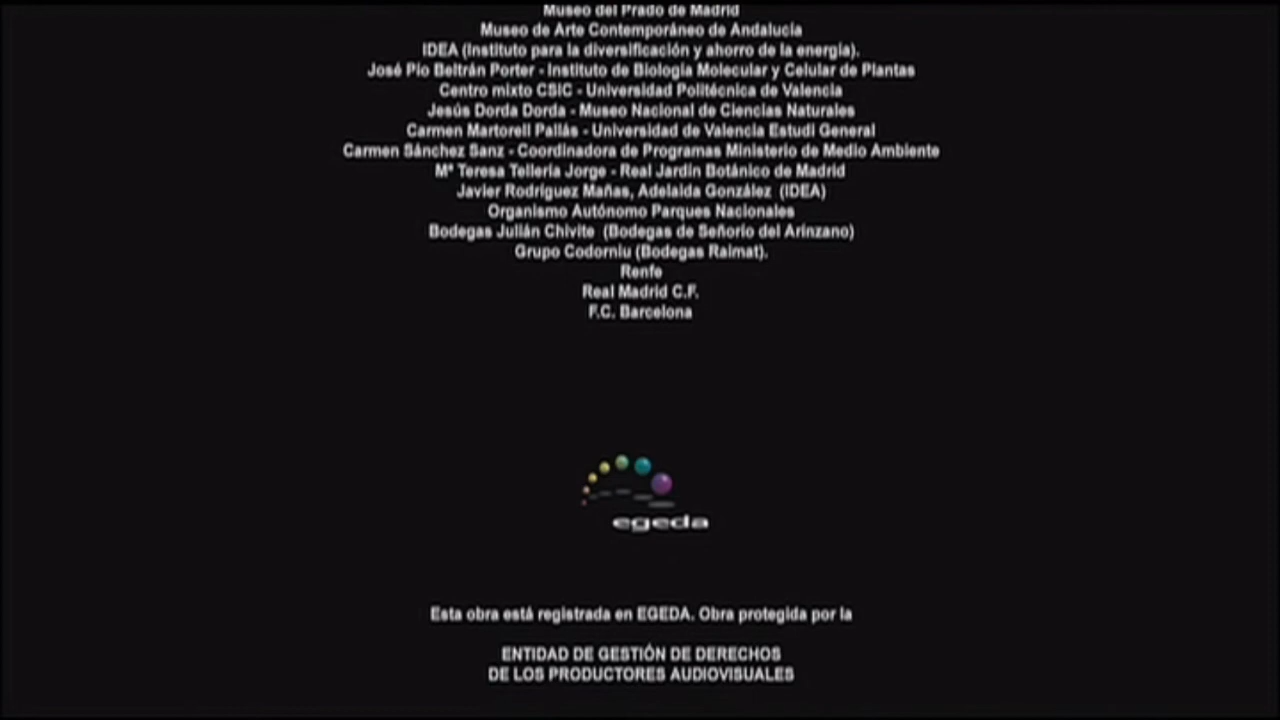 Museo del Prado de Madrid
Museo de Arte Contemporáneo de Andalucía
IDEA (Instituto para la diversificación y ahorro de la energía).
José Pío Beltrán Porter - Instituto de Biología Molecular y Celular de Plantas
Centro mixto CSIC - Universidad Politécnica de Valencia
Jesús Dorda Dorda - Museo Nacional de Ciencias Naturales
Carmen Martorell Pallás - Universidad de Valencia Estudi General
Carmen Sánchez Sanz - Coordinadora de Programas Ministerio de Medio Ambiente
Mª Teresa Tellería Jorge - Real Jardín Botánico de Madrid
Javier Rodríguez Mañas, Adelaida González (IDEA)
Organismo Autónomo Parques Nacionales
Bodegas Julián Chivite (Bodegas de Señorío del Arínzano)
Grupo Codorniu (Bodegas Raimat).
Renfe
Real Madrid C.F.
F.C. Barcelona
egeda
Esta obra está registrada en EGEDA. Obra protegida por la
ENTIDAD DE GESTIÓN DE DERECHOS
DE LOS PRODUCTORES AUDIOVISUALES